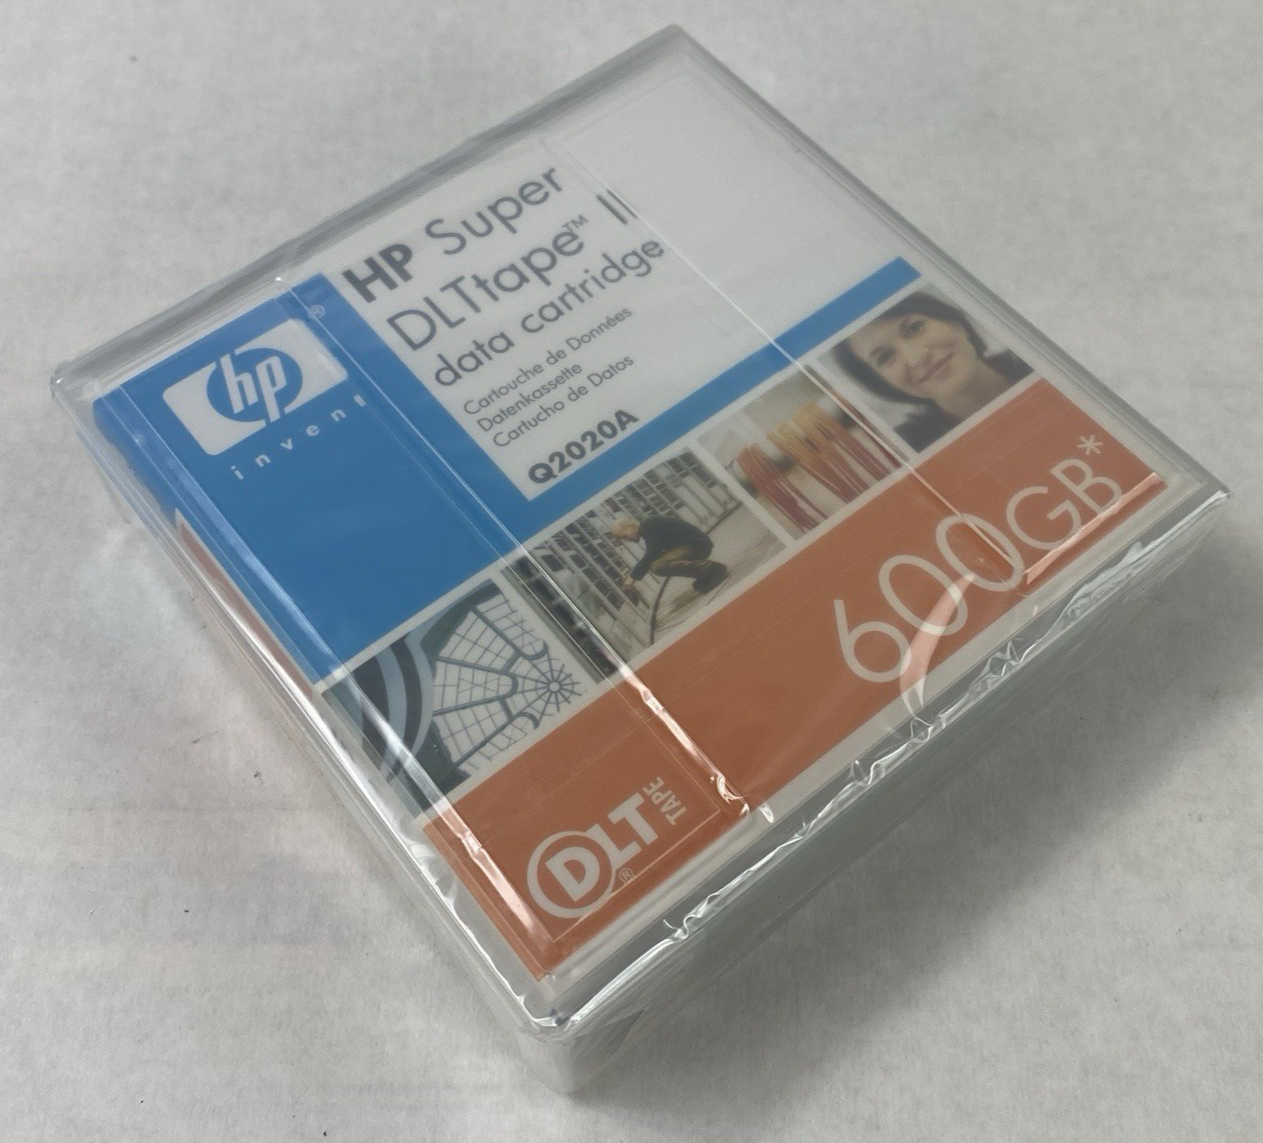 hp®
invent
HP Super
DLTtape™ II
data cartridge
Cartouche de Données
Datenkassette
Cartucho de Datos
Q2020A
600GB*
DLT
TAPE
®